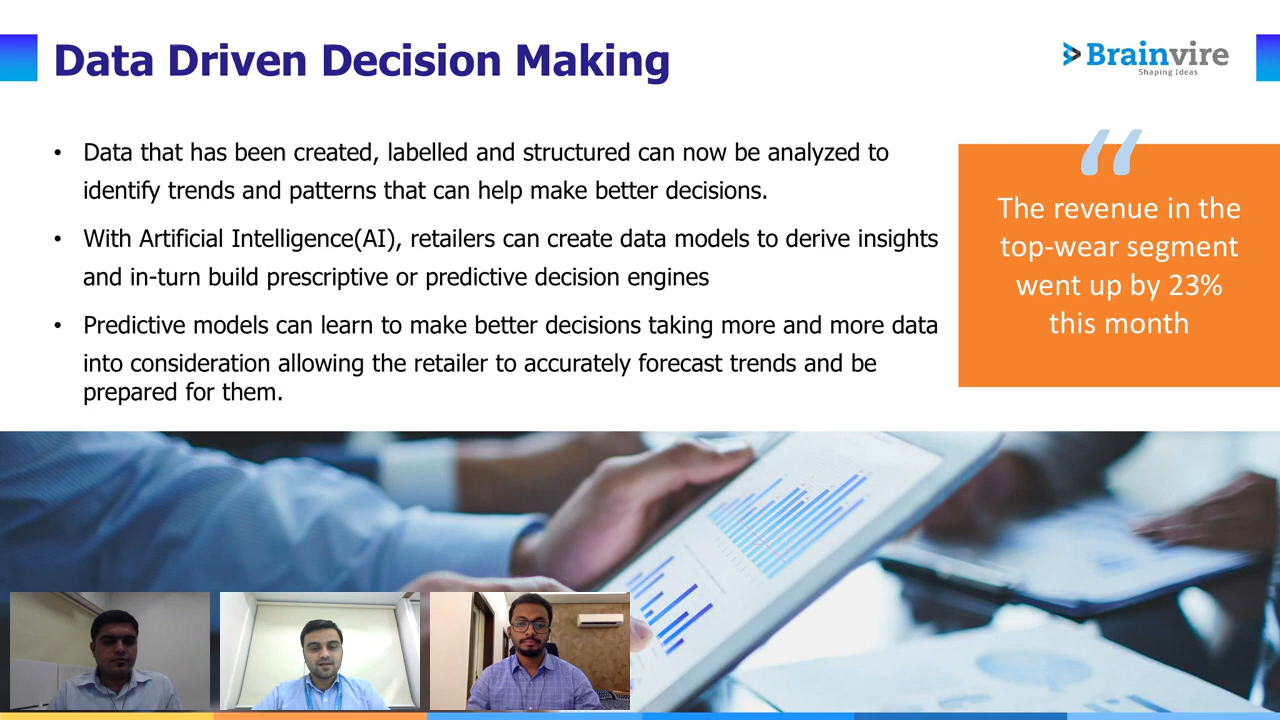 Data Driven Decision Making
Brainvire
Shaping Ideas
• Data that has been created, labelled and structured can now be analyzed to
identify trends and patterns that can help make better decisions.
• With Artificial Intelligence(AI), retailers can create data models to derive insights
and in-turn build prescriptive or predictive decision engines
• Predictive models can learn to make better decisions taking more and more data
into consideration allowing the retailer to accurately forecast trends and be
prepared for them.
“
The revenue in the
top-wear segment
went up by 23%
this month